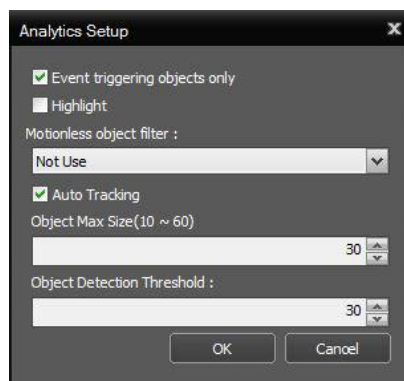 Analytics Setup
Event triggering objects only
Highlight
Motionless object filter :
Not Use
Auto Tracking
Object Max Size(10 ~ 60)
30
Object Detection Threshold :
30
OK Cancel